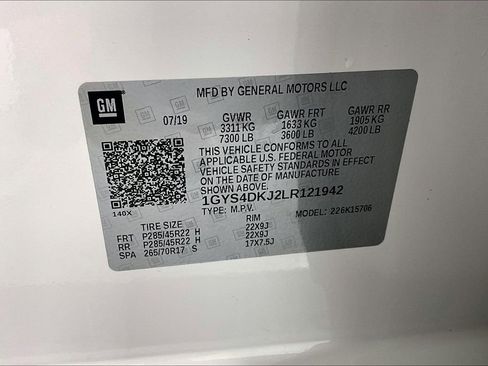 GM
MFD BY GENERAL MOTORS LLC
07/19
GVWR GAWR FRT GAWR RR
3311 KG 1633 KG 1905 KG
7300 LB 3600 LB 4200 LB
THIS VEHICLE CONFORMS TO ALL
APPLICABLE U.S. FEDERAL MOTOR
VEHICLE SAFETY STANDARDS IN
EFFECT ON THE DATE OF MANUFACTURE
SHOWN ABOVE.
1GYS4DKJ2LR121942
TYPE: M.P.V. MODEL: 226K15706
140X
TIRE SIZE RIM
FRT P285/45R22 H 22X9J
RR P285/45R22 H 22X9J
SPA 265/70R17 S 17X7.5J